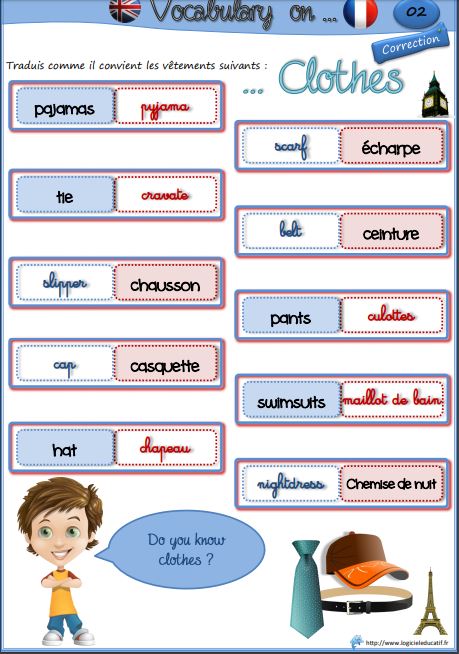 Vocabulary on ...
02
Correction
Traduis comme il convient les vêtements suivants :
... Clothes
pajamas pyjama
scarf écharpe
tie cravate
belt ceinture
slipper chausson
pants culottes
cap casquette
swimsuits maillot de bain
hat chapeau
nightdress Chemise de nuit
Do you know
clothes ?
http://www.logicieleducatif.fr